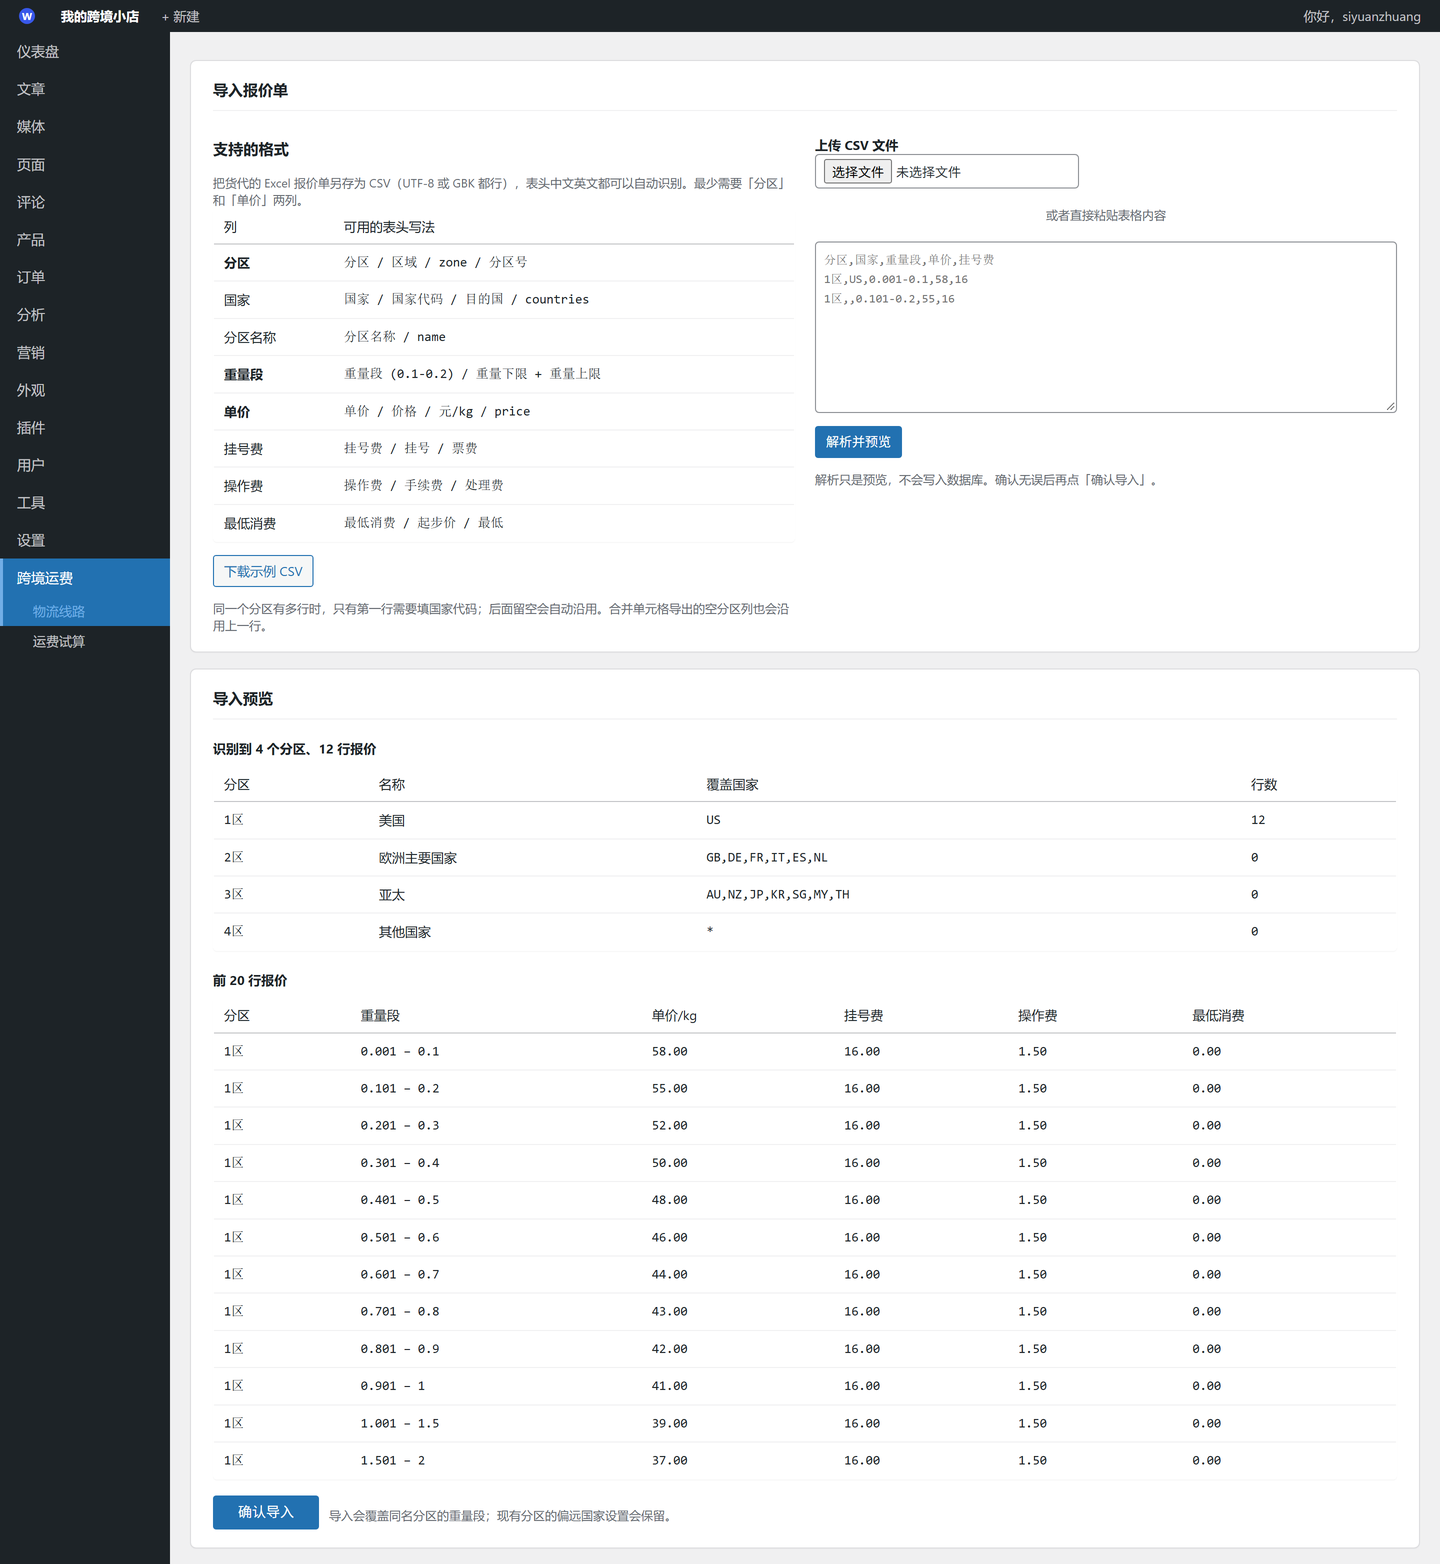 W 我的跨境小店 + 新建 你好，siyuanzhuang
仪表盘
文章
媒体
页面
评论
产品
订单
分析
营销
外观
插件
用户
工具
设置
跨境运费
物流线路
运费试算
导入报价单
支持的格式
把货代的 Excel 报价单另存为 CSV（UTF-8 或 GBK 都行），表头中文英文都可以自动识别。最少需要「分区」
和「单价」两列。
列 可用的表头写法
分区 分区 / 区域 / zone / 分区号
国家 国家 / 国家代码 / 目的国 / countries
分区名称 分区名称 / name
重量段 重量段 (0.1-0.2) / 重量下限 + 重量上限
单价 单价 / 价格 / 元/kg / price
挂号费 挂号费 / 挂号 / 票费
操作费 操作费 / 手续费 / 处理费
最低消费 最低消费 / 起步价 / 最低
下载示例 CSV
同一个分区有多行时，只有第一行需要填国家代码；后面留空会自动沿用。合并单元格导出的空分区列也会沿
用上一行。
上传 CSV 文件
选择文件 未选择文件
或者直接粘贴表格内容
分区,国家,重量段,单价,挂号费
1区,US,0.001-0.1,58,16
1区,,0.101-0.2,55,16
解析并预览
解析只是预览，不会写入数据库。确认无误后再点「确认导入」。
导入预览
识别到 4 个分区、12 行报价
分区 名称 覆盖国家 行数
1区 美国 US 12
2区 欧洲主要国家 GB,DE,FR,IT,ES,NL 0
3区 亚太 AU,NZ,JP,KR,SG,MY,TH 0
4区 其他国家 * 0
前 20 行报价
分区 重量段 单价/kg 挂号费 操作费 最低消费
1区 0.001 – 0.1 58.00 16.00 1.50 0.00
1区 0.101 – 0.2 55.00 16.00 1.50 0.00
1区 0.201 – 0.3 52.00 16.00 1.50 0.00
1区 0.301 – 0.4 50.00 16.00 1.50 0.00
1区 0.401 – 0.5 48.00 16.00 1.50 0.00
1区 0.501 – 0.6 46.00 16.00 1.50 0.00
1区 0.601 – 0.7 44.00 16.00 1.50 0.00
1区 0.701 – 0.8 43.00 16.00 1.50 0.00
1区 0.801 – 0.9 42.00 16.00 1.50 0.00
1区 0.901 – 1 41.00 16.00 1.50 0.00
1区 1.001 – 1.5 39.00 16.00 1.50 0.00
1区 1.501 – 2 37.00 16.00 1.50 0.00
确认导入 导入会覆盖同名分区的重量段；现有分区的偏远国家设置会保留。